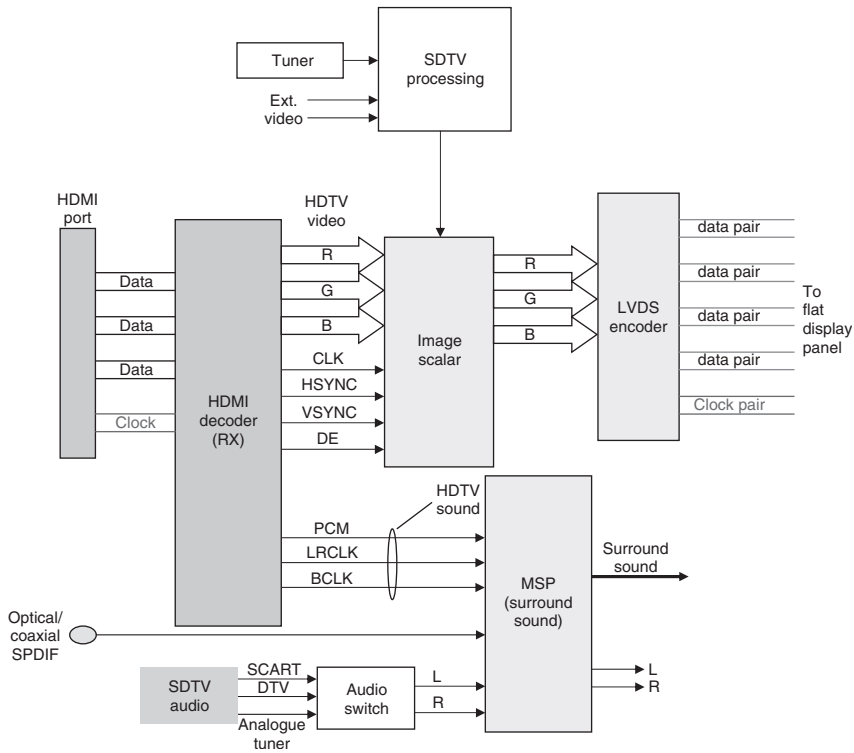 Tuner
SDTV
processing
Ext.
video
HDMI
port
HDTV
video
Data
Data
Data
Clock
HDMI
decoder
(RX)
R
G
B
CLK
HSYNC
VSYNC
DE
Image
scalar
R
G
B
LVDS
encoder
data pair
data pair
data pair
data pair
Clock pair
To
flat
display
panel
HDTV
sound
PCM
LRCLK
BCLK
MSP
(surround
sound)
Surround
sound
Optical/
coaxial
SPDIF
SDTV
audio
SCART
DTV
Analogue
tuner
Audio
switch
L
R
L
R